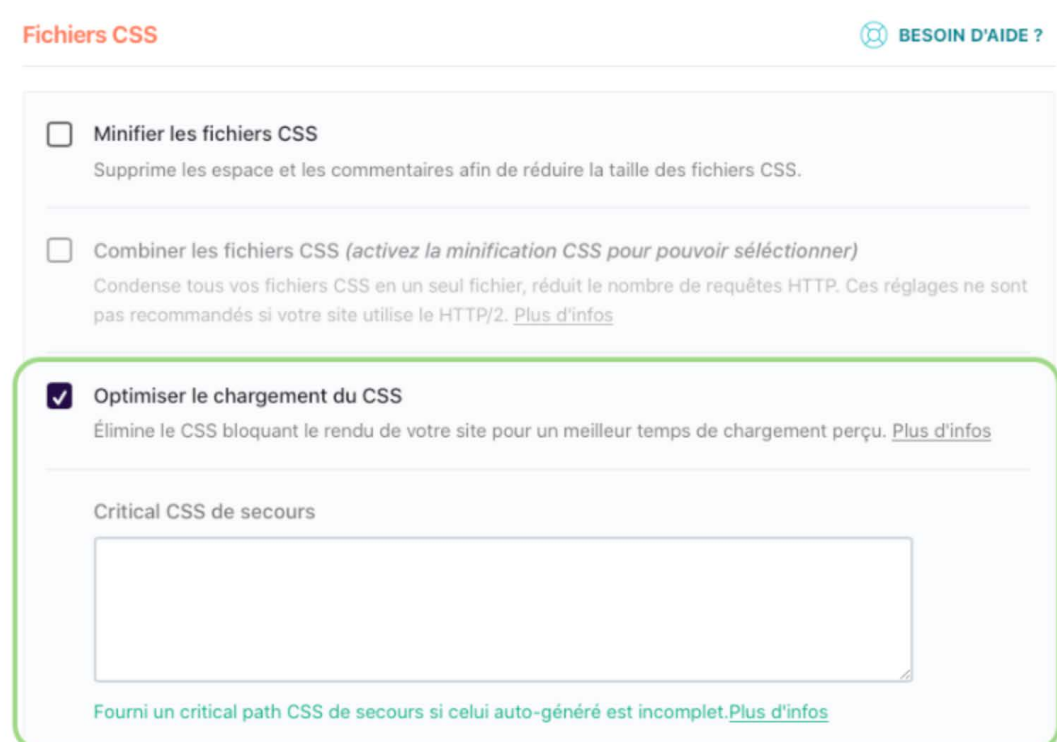 Fichiers CSS
BESOIN D'AIDE ?
Minifier les fichiers CSS
Supprime les espace et les commentaires afin de réduire la taille des fichiers CSS.
Combiner les fichiers CSS (activez la minification CSS pour pouvoir séléctionner)
Condense tous vos fichiers CSS en un seul fichier, réduit le nombre de requêtes HTTP. Ces réglages ne sont
pas recommandés si votre site utilise le HTTP/2. Plus d'infos
Optimiser le chargement du CSS
Élimine le CSS bloquant le rendu de votre site pour un meilleur temps de chargement perçu. Plus d'infos
Critical CSS de secours
Fourni un critical path CSS de secours si celui auto-généré est incomplet.Plus d'infos